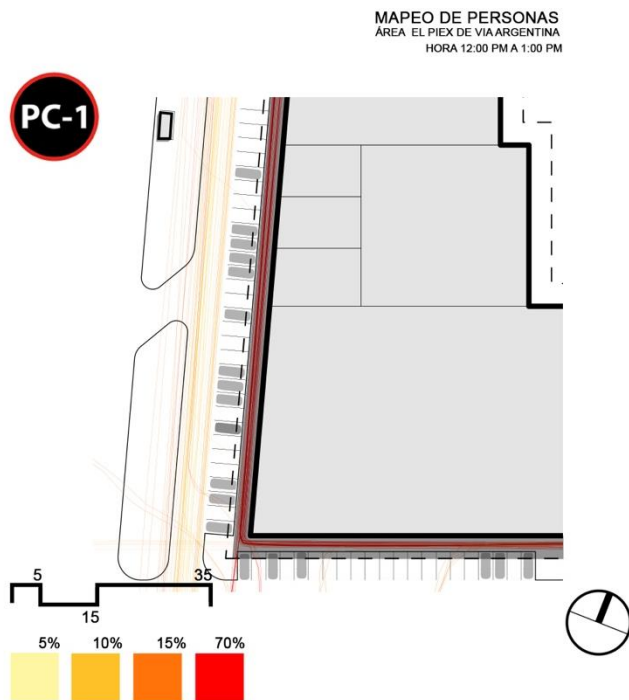 MAPEO DE PERSONAS
ÁREA EL PIEX DE VIA ARGENTINA
HORA 12:00 PM A 1:00 PM
PC-1
5 35
15
5% 10% 15% 70%